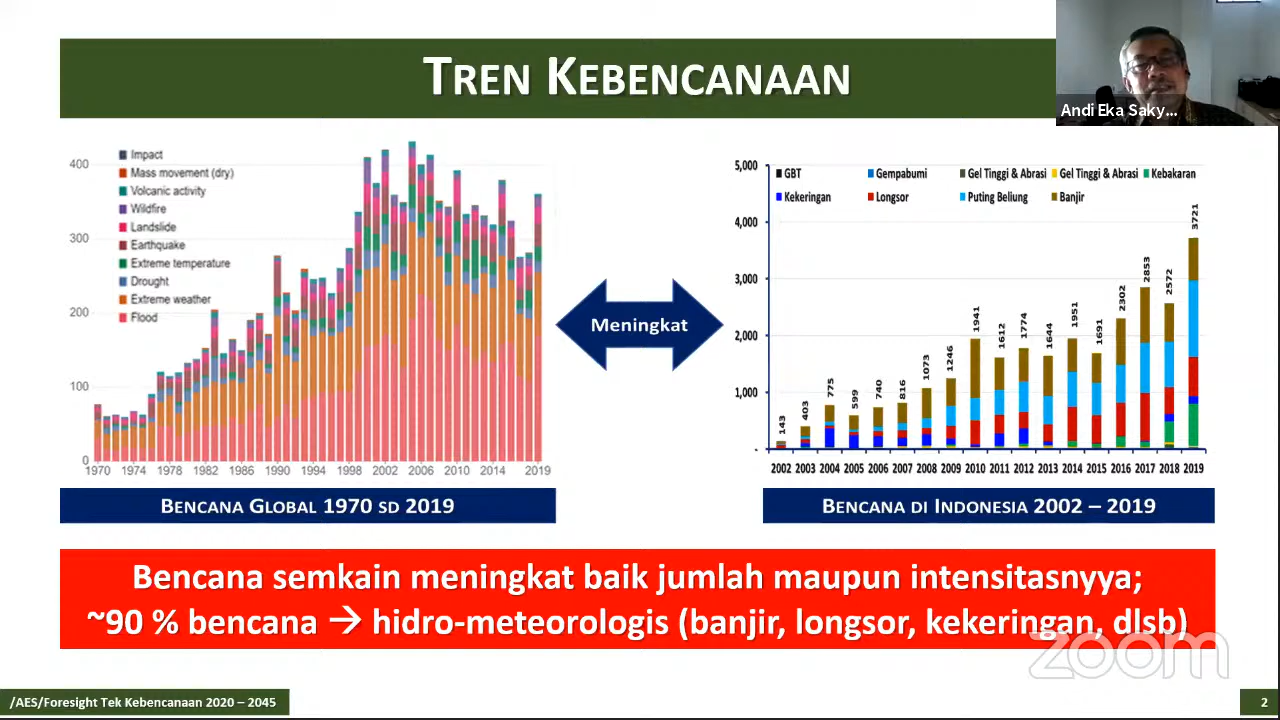 TREN KEBENCANAAN
Andi Eka Saky...
400
300
200
100
0
Impact
Mass movement (dry)
Volcanic activity
Wildfire
Landslide
Earthquake
Extreme temperature
Drought
Extreme weather
Flood
1970 1974 1978 1982 1986 1990 1994 1998 2002 2006 2010 2014 2019
BENCANA GLOBAL 1970 SD 2019
Meningkat
5,000
4,000
3,000
2,000
1,000
-
GBT Gempabumi Gel Tinggi & Abrasi Gel Tinggi & Abrasi Kebakaran
Kekeringan Longsor Puting Beliung Banjir
143 403 775 599 740 816 1073 1246 1941 1612 1774 1644 1951 1691 2302 2853 2572 3721
2002 2003 2004 2005 2006 2007 2008 2009 2010 2011 2012 2013 2014 2015 2016 2017 2018 2019
BENCANA DI INDONESIA 2002 – 2019
Bencana semkain meningkat baik jumlah maupun intensitasnyya;
~90 % bencana → hidro-meteorologis (banjir, longsor, kekeringan, dlsb)
zoom
/AES/Foresight Tek Kebencanaan 2020 – 2045
2